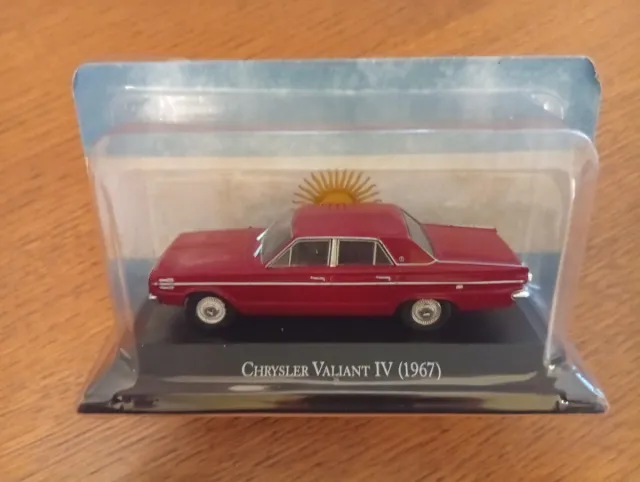 CHRYSLER VALIANT IV (1967)